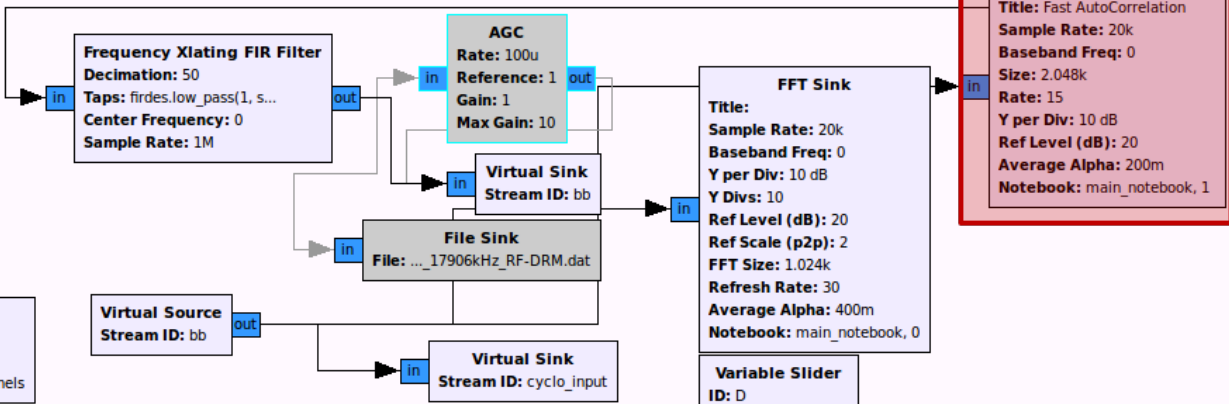 Frequency Xlating FIR Filter
Decimation: 50
Taps: firdes.low_pass(1, s...
Center Frequency: 0
Sample Rate: 1M
in
out
AGC
Rate: 100u
Reference: 1
Gain: 1
Max Gain: 10
in
out
Virtual Sink
Stream ID: bb
in
File Sink
File: ..._17906kHz_RF-DRM.dat
in
Virtual Source
Stream ID: bb
out
Virtual Sink
Stream ID: cyclo_input
in
FFT Sink
Title:
Sample Rate: 20k
Baseband Freq: 0
Y per Div: 10 dB
Y Divs: 10
Ref Level (dB): 20
Ref Scale (p2p): 2
FFT Size: 1.024k
Refresh Rate: 30
Average Alpha: 400m
Notebook: main_notebook, 0
in
Title: Fast AutoCorrelation
Sample Rate: 20k
Baseband Freq: 0
Size: 2.048k
Rate: 15
Y per Div: 10 dB
Ref Level (dB): 20
Average Alpha: 200m
Notebook: main_notebook, 1
in
Variable Slider
ID: D
nels